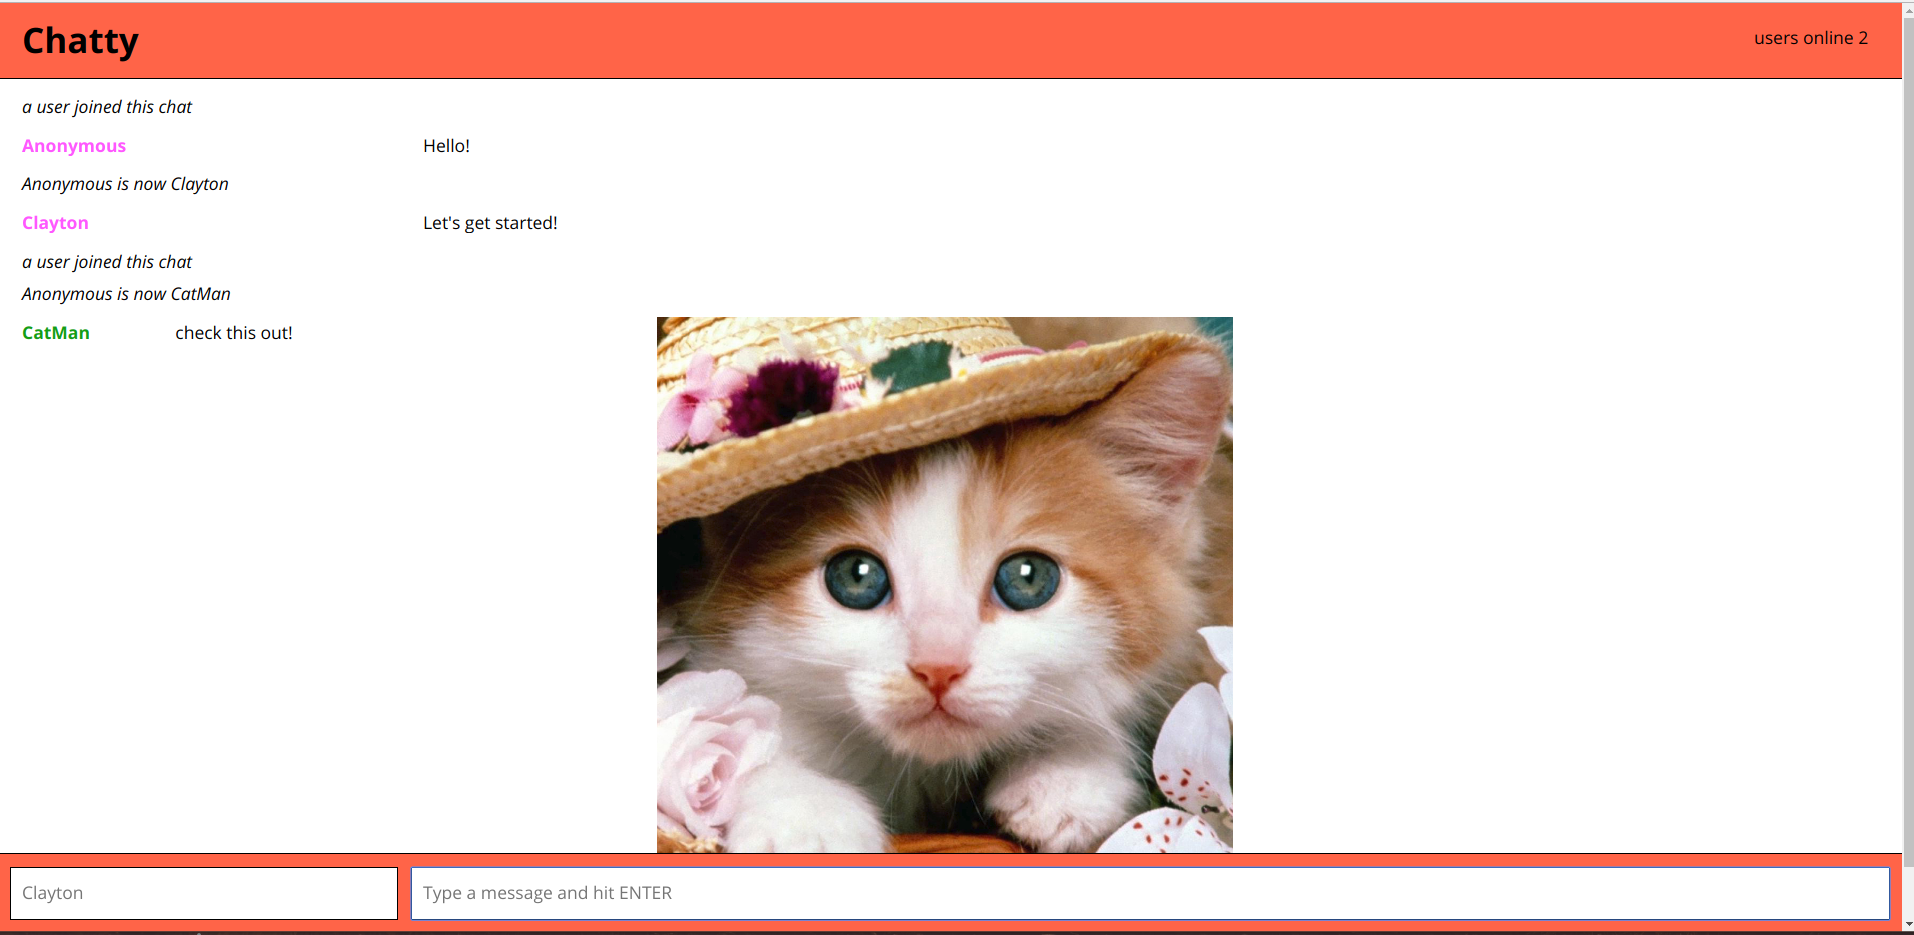 Chatty
users online 2
a user joined this chat
Anonymous Hello!
Anonymous is now Clayton
Clayton Let's get started!
a user joined this chat
Anonymous is now CatMan
CatMan check this out!
Clayton
Type a message and hit ENTER